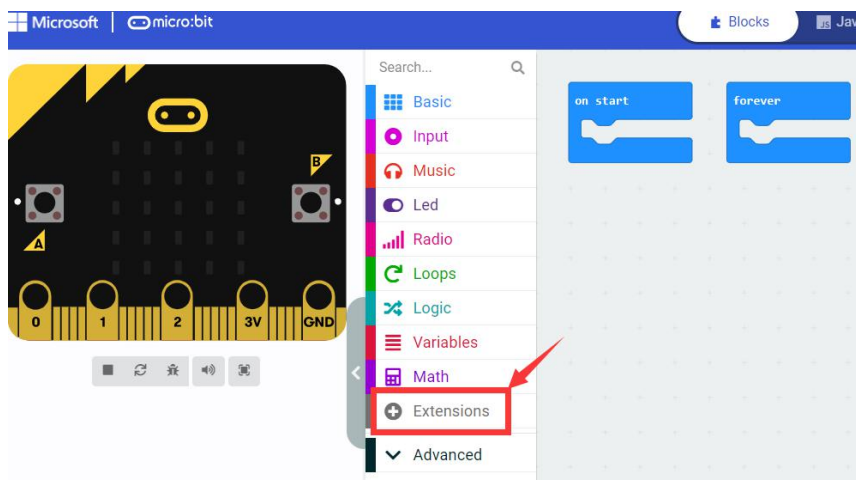 Microsoft
micro:bit
Blocks
JS Jav
Search...
Basic
Input
Music
Led
Radio
Loops
Logic
Variables
Math
Extensions
Advanced
on start
forever
B
A
0 1 2 3V GND